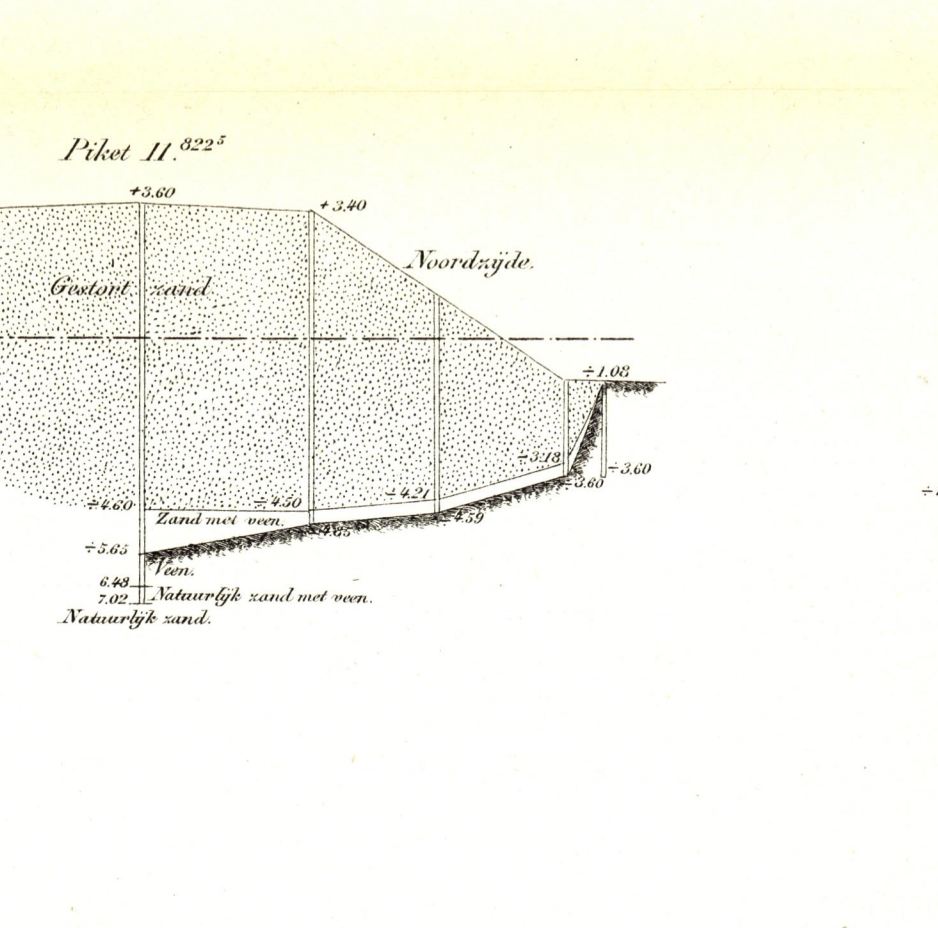 Piket 11.822⁵
+3.60
+3.40
Noordzijde.
Gestort zand
÷1.08
÷3.18
÷3.60
÷3.60
÷4.60
÷4.50
÷4.21
Zand met veen.
÷4.59
4.85
÷5.65
Veen.
6.48
Natuurlijk zand met veen.
7.02
Natuurlijk zand.